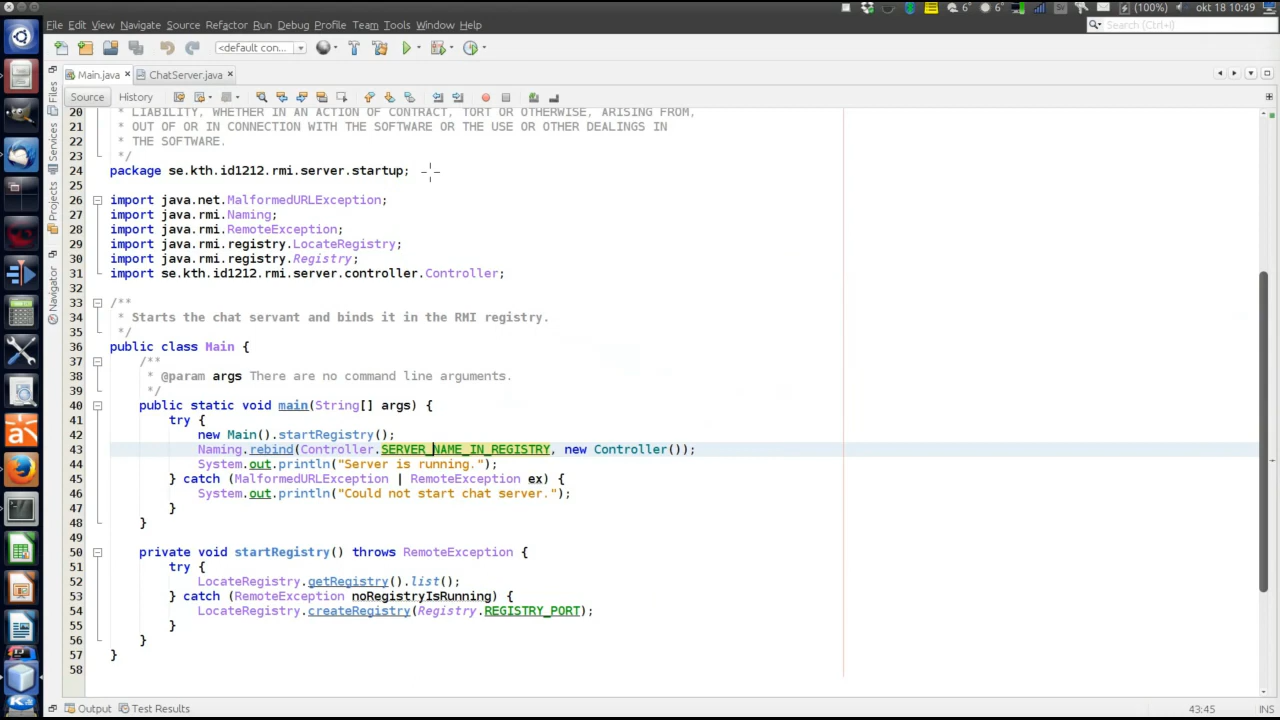 (100%)
okt 18 10:49
File Edit View Navigate Source Refactor Run Debug Profile Team Tools Window Help
Search (Ctrl+I)
<default con...
Main.java
ChatServer.java
Source History
Files
Services
Projects
Navigator
20 * LIABILITY, WHETHER IN AN ACTION OF CONTRACT, TORT OR OTHERWISE, ARISING FROM,
21 * OUT OF OR IN CONNECTION WITH THE SOFTWARE OR THE USE OR OTHER DEALINGS IN
22 * THE SOFTWARE.
23 */
24 package se.kth.id1212.rmi.server.startup;
25
26 import java.net.MalformedURLException;
27 import java.rmi.Naming;
28 import java.rmi.RemoteException;
29 import java.rmi.registry.LocateRegistry;
30 import java.rmi.registry.Registry;
31 import se.kth.id1212.rmi.server.controller.Controller;
32
33 /**
34 * Starts the chat servant and binds it in the RMI registry.
35 */
36 public class Main {
37 /**
38 * @param args There are no command line arguments.
39 */
40 public static void main(String[] args) {
41 try {
42 new Main().startRegistry();
43 Naming.rebind(Controller.SERVER_NAME_IN_REGISTRY, new Controller());
44 System.out.println("Server is running.");
45 } catch (MalformedURLException | RemoteException ex) {
46 System.out.println("Could not start chat server.");
47 }
48 }
49
50 private void startRegistry() throws RemoteException {
51 try {
52 LocateRegistry.getRegistry().list();
53 } catch (RemoteException noRegistryIsRunning) {
54 LocateRegistry.createRegistry(Registry.REGISTRY_PORT);
55 }
56 }
57 }
58
Output Test Results
43:45 INS